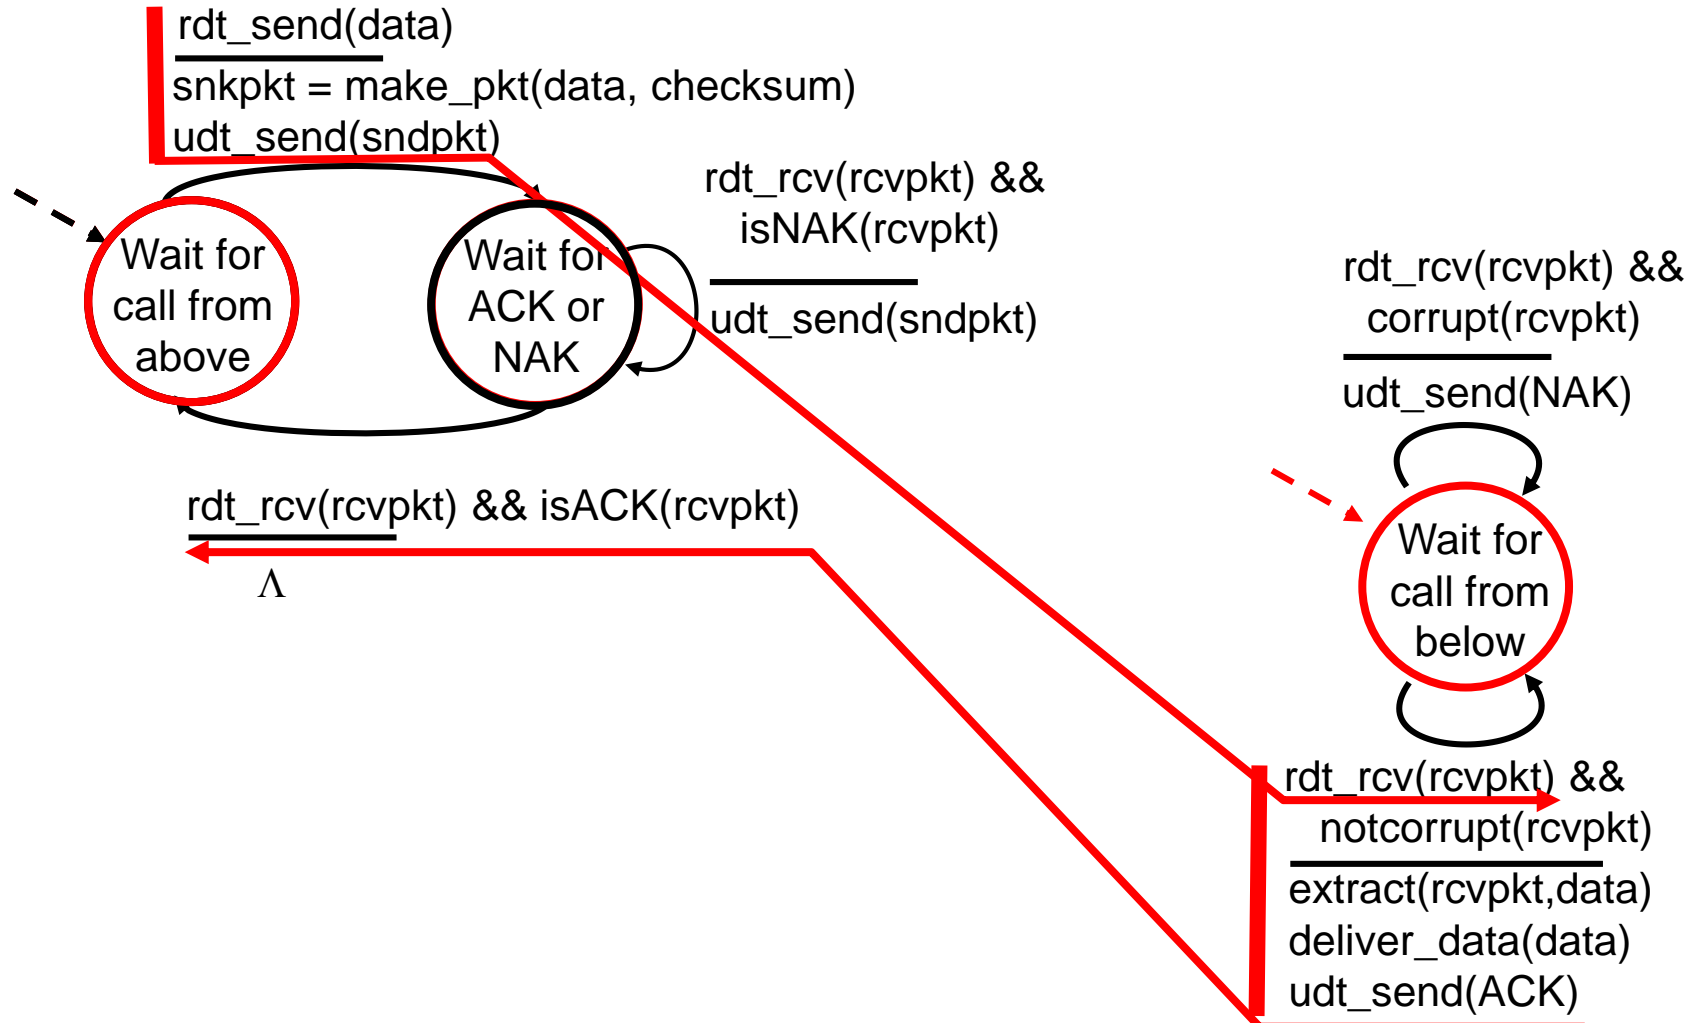 rdt_send(data)
snkpkt = make_pkt(data, checksum)
udt_send(sndpkt)
Wait for
call from
above
Wait for
ACK or
NAK
rdt_rcv(rcvpkt) &&
isNAK(rcvpkt)
udt_send(sndpkt)
rdt_rcv(rcvpkt) && isACK(rcvpkt)
Λ
rdt_rcv(rcvpkt) &&
corrupt(rcvpkt)
udt_send(NAK)
Wait for
call from
below
rdt_rcv(rcvpkt) &&
notcorrupt(rcvpkt)
extract(rcvpkt,data)
deliver_data(data)
udt_send(ACK)